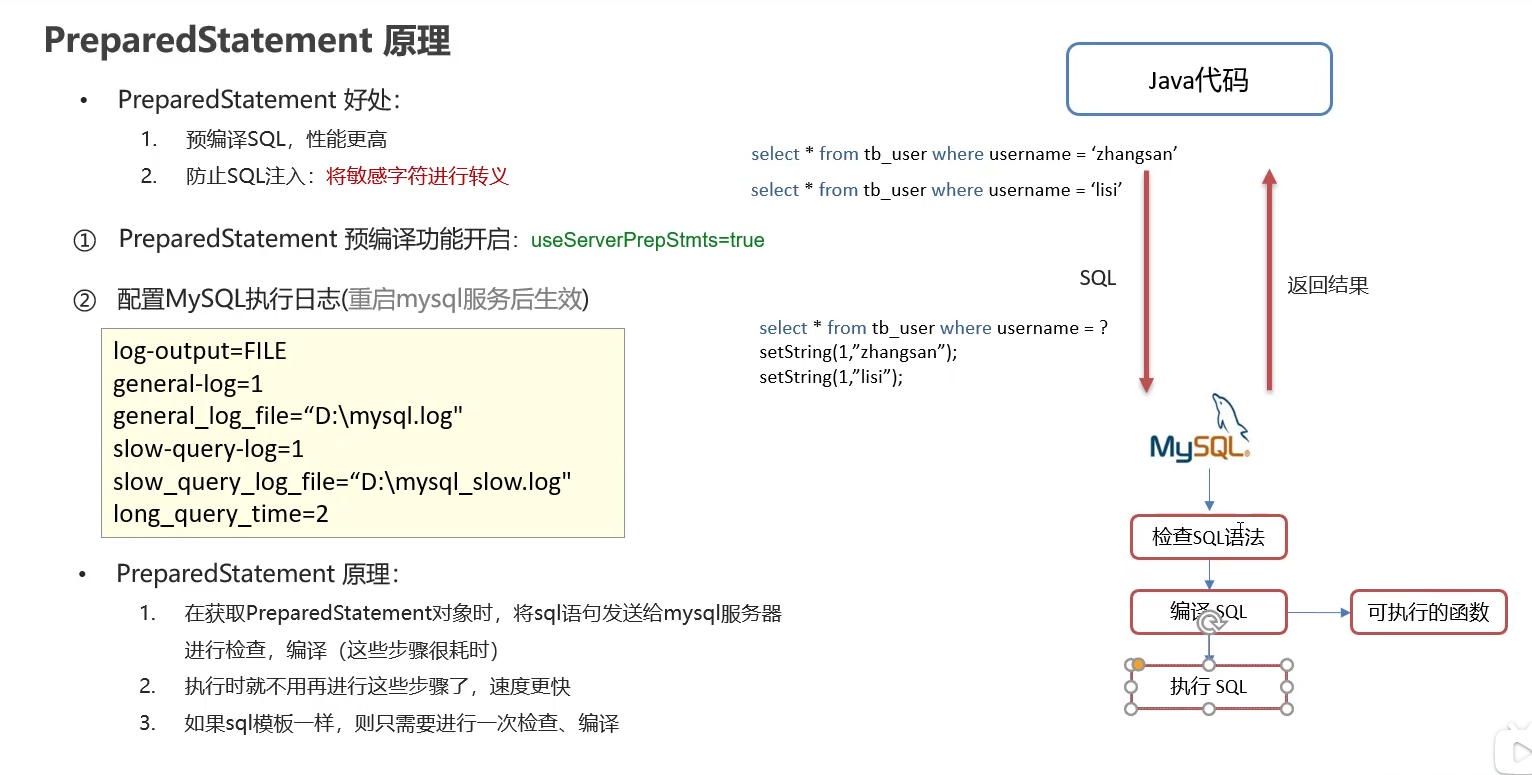 PreparedStatement 原理
• PreparedStatement 好处：
1. 预编译SQL，性能更高
2. 防止SQL注入：将敏感字符进行转义
① PreparedStatement 预编译功能开启：useServerPrepStmts=true
② 配置MySQL执行日志(重启mysql服务后生效)
log-output=FILE
general-log=1
general_log_file=“D:\mysql.log"
slow-query-log=1
slow_query_log_file=“D:\mysql_slow.log"
long_query_time=2
• PreparedStatement 原理：
1. 在获取PreparedStatement对象时，将sql语句发送给mysql服务器
进行检查，编译（这些步骤很耗时）
2. 执行时就不用再进行这些步骤了，速度更快
3. 如果sql模板一样，则只需要进行一次检查、编译
Java代码
select * from tb_user where username = ‘zhangsan’
select * from tb_user where username = ‘lisi’
SQL
返回结果
select * from tb_user where username = ?
setString(1,”zhangsan”);
setString(1,”lisi”);
MySQL®
检查SQL语法
编译 SQL
可执行的函数
执行 SQL